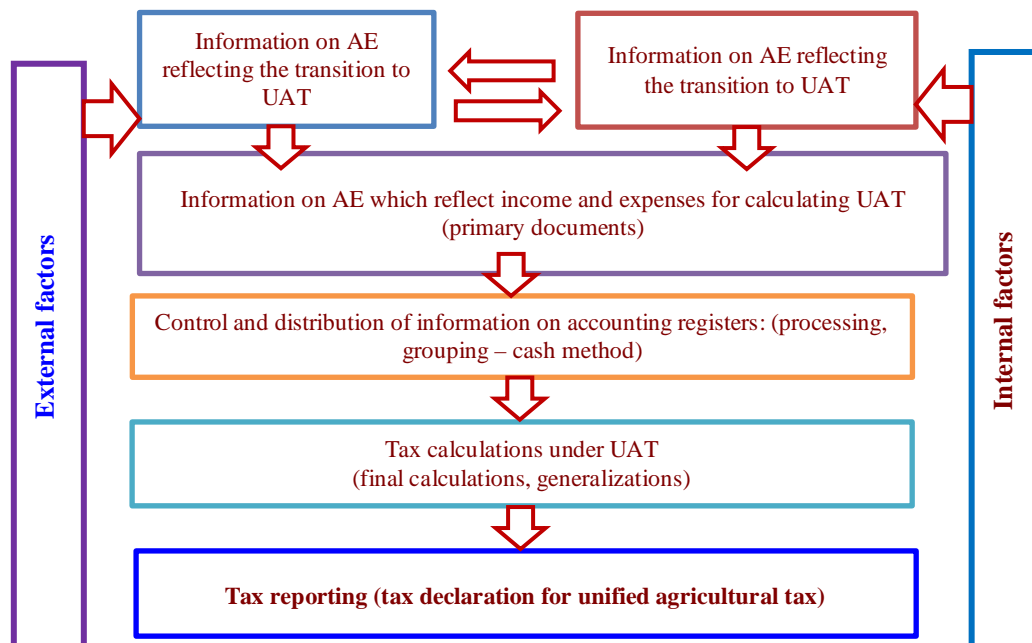 Information on AE
reflecting the transition to
UAT
Information on AE reflecting
the transition to UAT
External factors
Internal factors
Information on AE which reflect income and expenses for calculating UAT
(primary documents)
Control and distribution of information on accounting registers: (processing,
grouping – cash method)
Tax calculations under UAT
(final calculations, generalizations)
Tax reporting (tax declaration for unified agricultural tax)